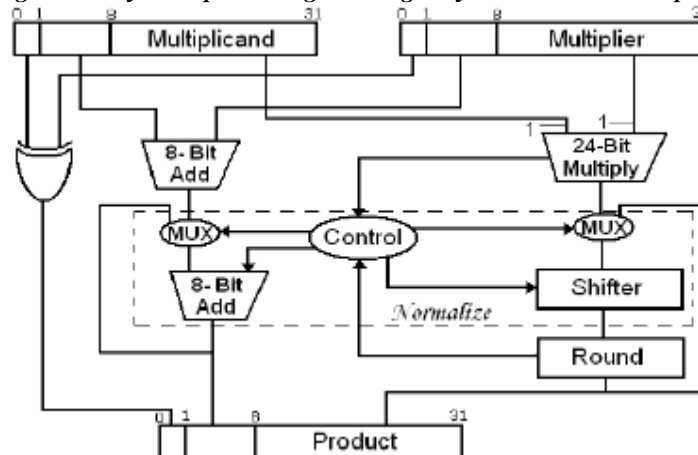 0 1 8 31
Multiplicand
0 1 8
Multiplier
1
1
8- Bit
Add
24-Bit
Multiply
MUX
Control
MUX
8- Bit
Add
Shifter
Normalize
Round
0 1 8 31
Product